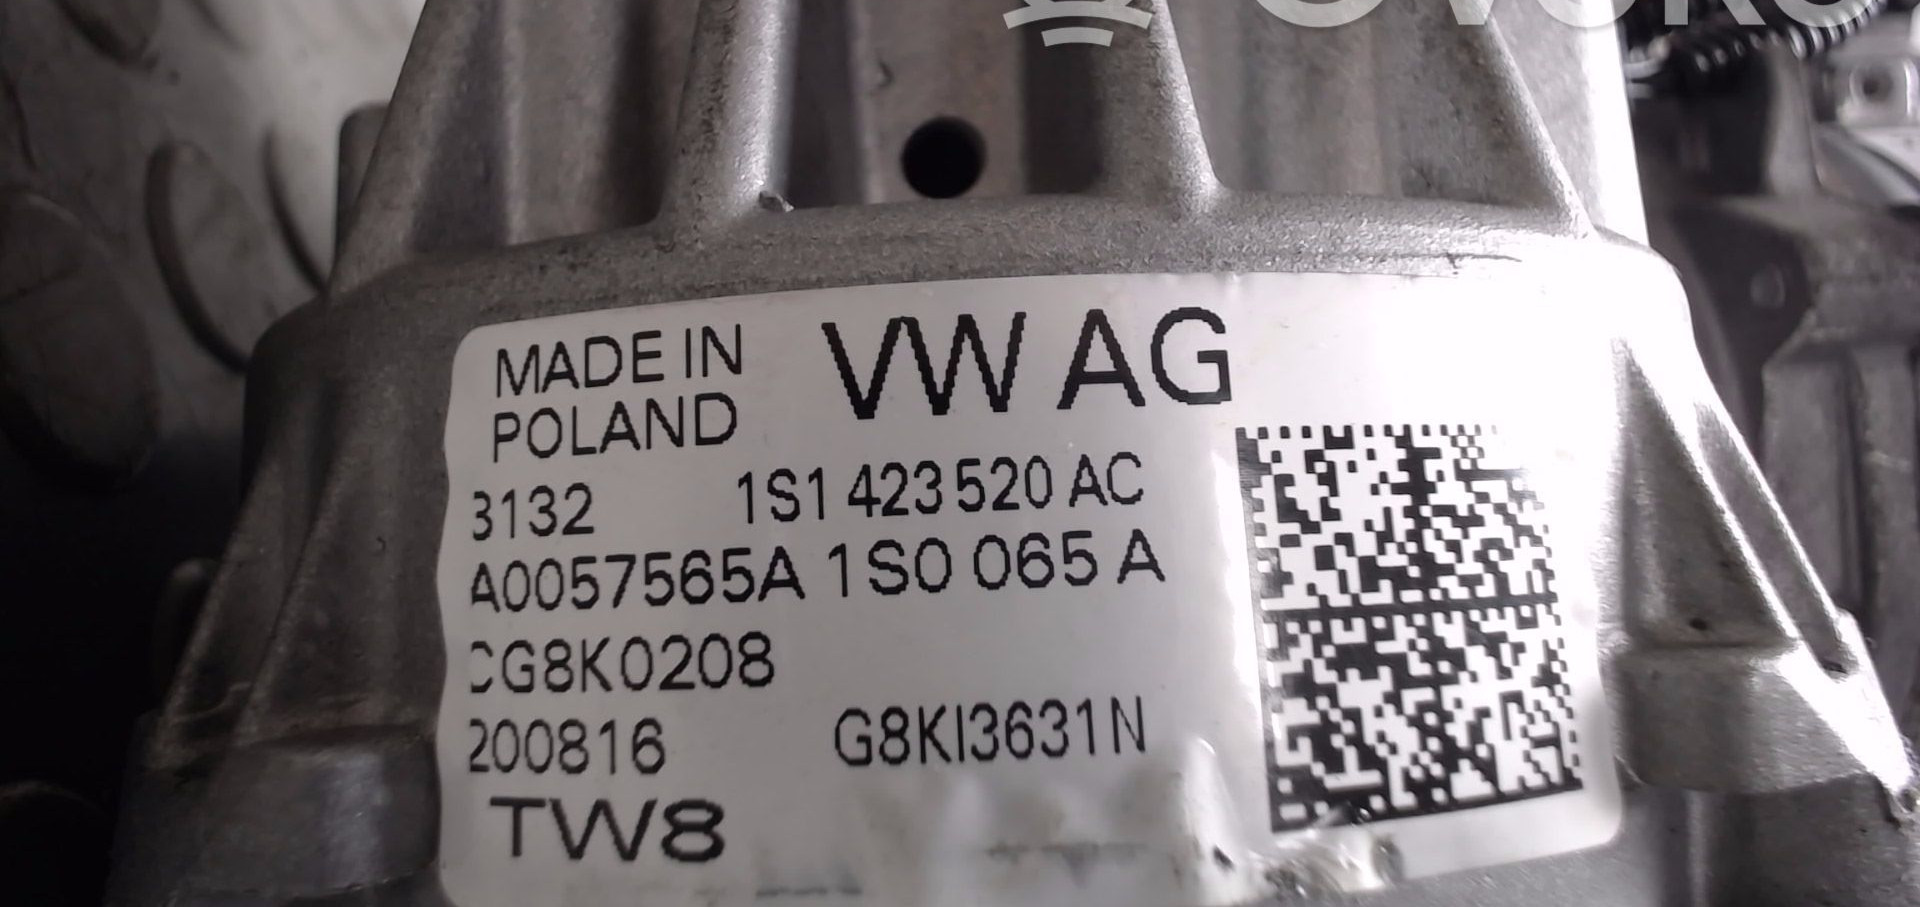 MADE IN
POLAND
VW AG
3132
1S1 423 520 AC
A0057565A 1S0 065 A
CG8K0208
200816
G8KI3631N
TW8